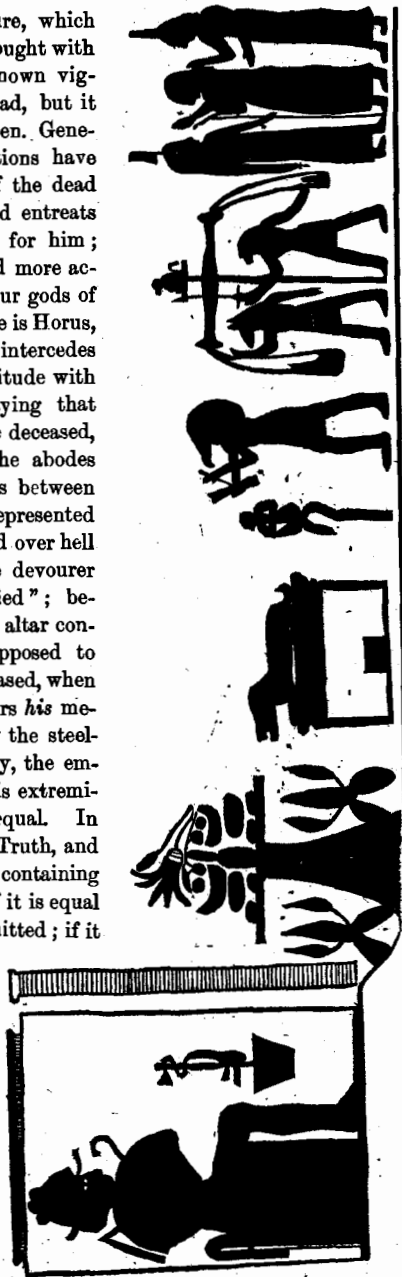 ure, which
ought with
nown vig-
ad, but it
en. Gene-
tions have
f the dead
d entreats
for him;
d more ac-
ur gods of
e is Horus,
intercedes
itude with
ying that
e deceased,
he abodes
s between
epresented
d over hell
e devourer
ied"; be-
altar con-
pposed to
ased, when
rs his me-
the steel-
y, the em-
s extremi-
equal. In
Truth, and
containing
f it is equal
itted; if it